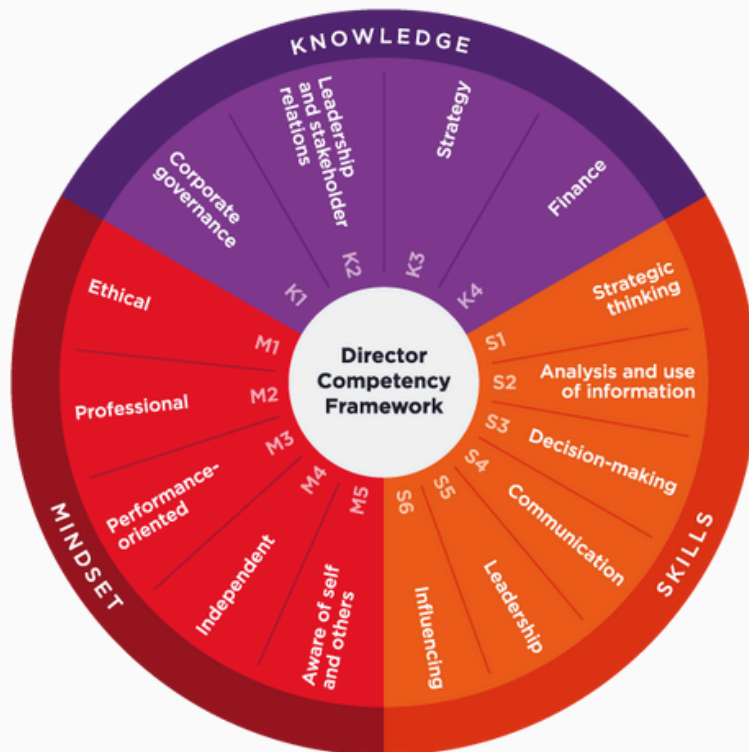 KNOWLEDGE
Corporate
governance
K1
Leadership
and stakeholder
relations
K2
Strategy
K3
Finance
K4
Strategic
thinking
S1
Analysis and use
of information
S2
Decision-making
S3
Communication
S4
Leadership
S5
Influencing
S6
SKILLS
Ethical
M1
Professional
M2
Performance-
oriented
M3
Independent
M4
Aware of self
and others
M5
MINDSET
Director
Competency
Framework